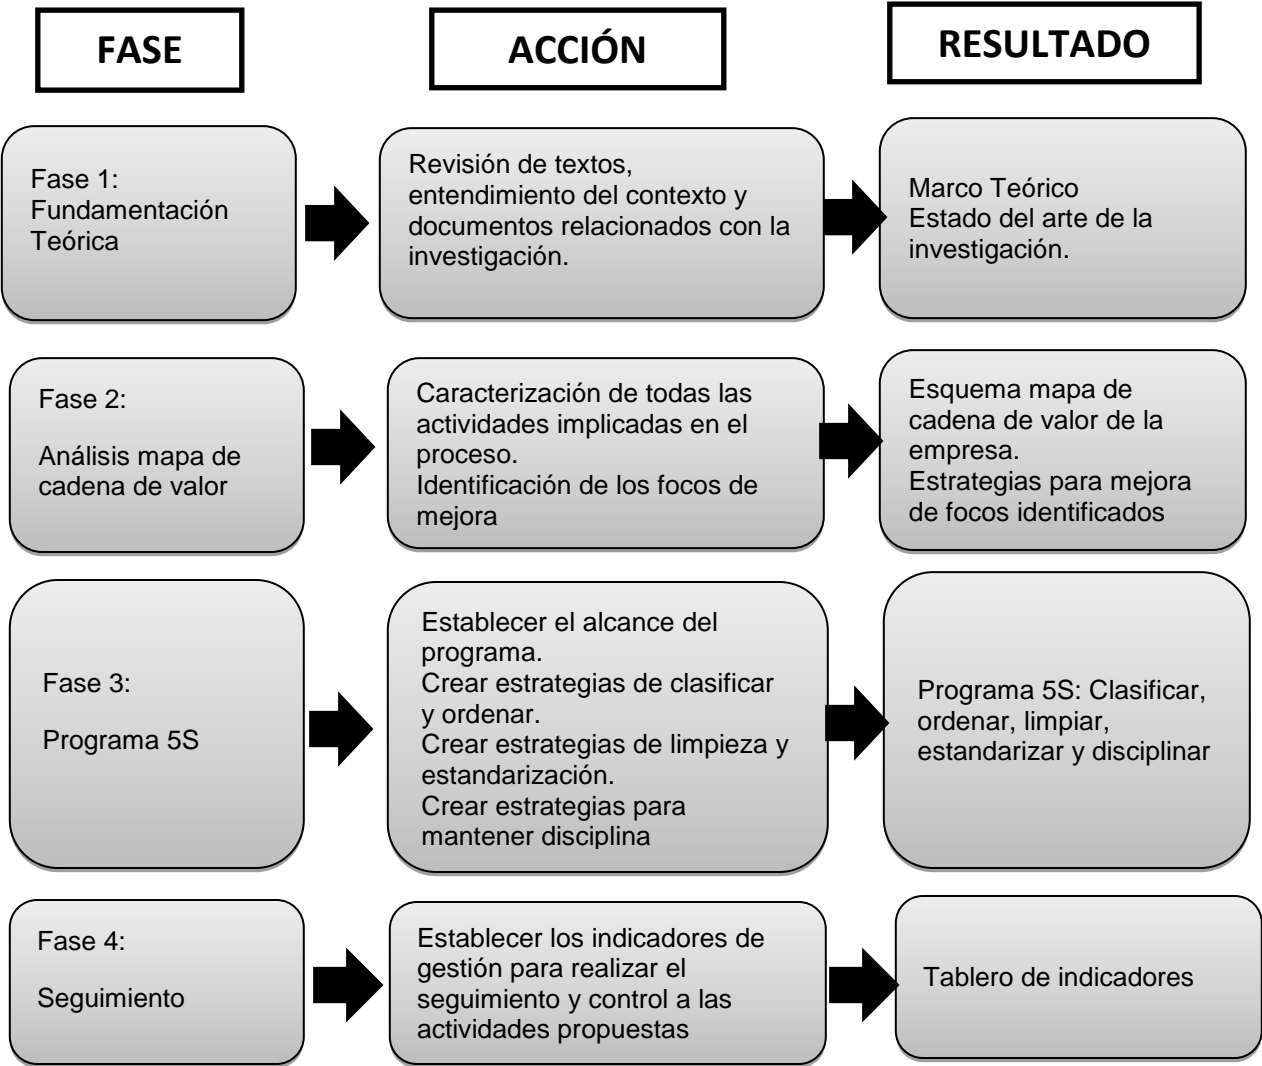 FASE
ACCIÓN
RESULTADO
Fase 1:
Fundamentación
Teórica
Revisión de textos,
entendimiento del contexto y
documentos relacionados con la
investigación.
Marco Teórico
Estado del arte de la
investigación.
Fase 2:
Análisis mapa de
cadena de valor
Caracterización de todas las
actividades implicadas en el
proceso.
Identificación de los focos de
mejora
Esquema mapa de
cadena de valor de la
empresa.
Estrategias para mejora
de focos identificados
Fase 3:
Programa 5S
Establecer el alcance del
programa.
Crear estrategias de clasificar
y ordenar.
Crear estrategias de limpieza y
estandarización.
Crear estrategias para
mantener disciplina
Programa 5S: Clasificar,
ordenar, limpiar,
estandarizar y disciplinar
Fase 4:
Seguimiento
Establecer los indicadores de
gestión para realizar el
seguimiento y control a las
actividades propuestas
Tablero de indicadores